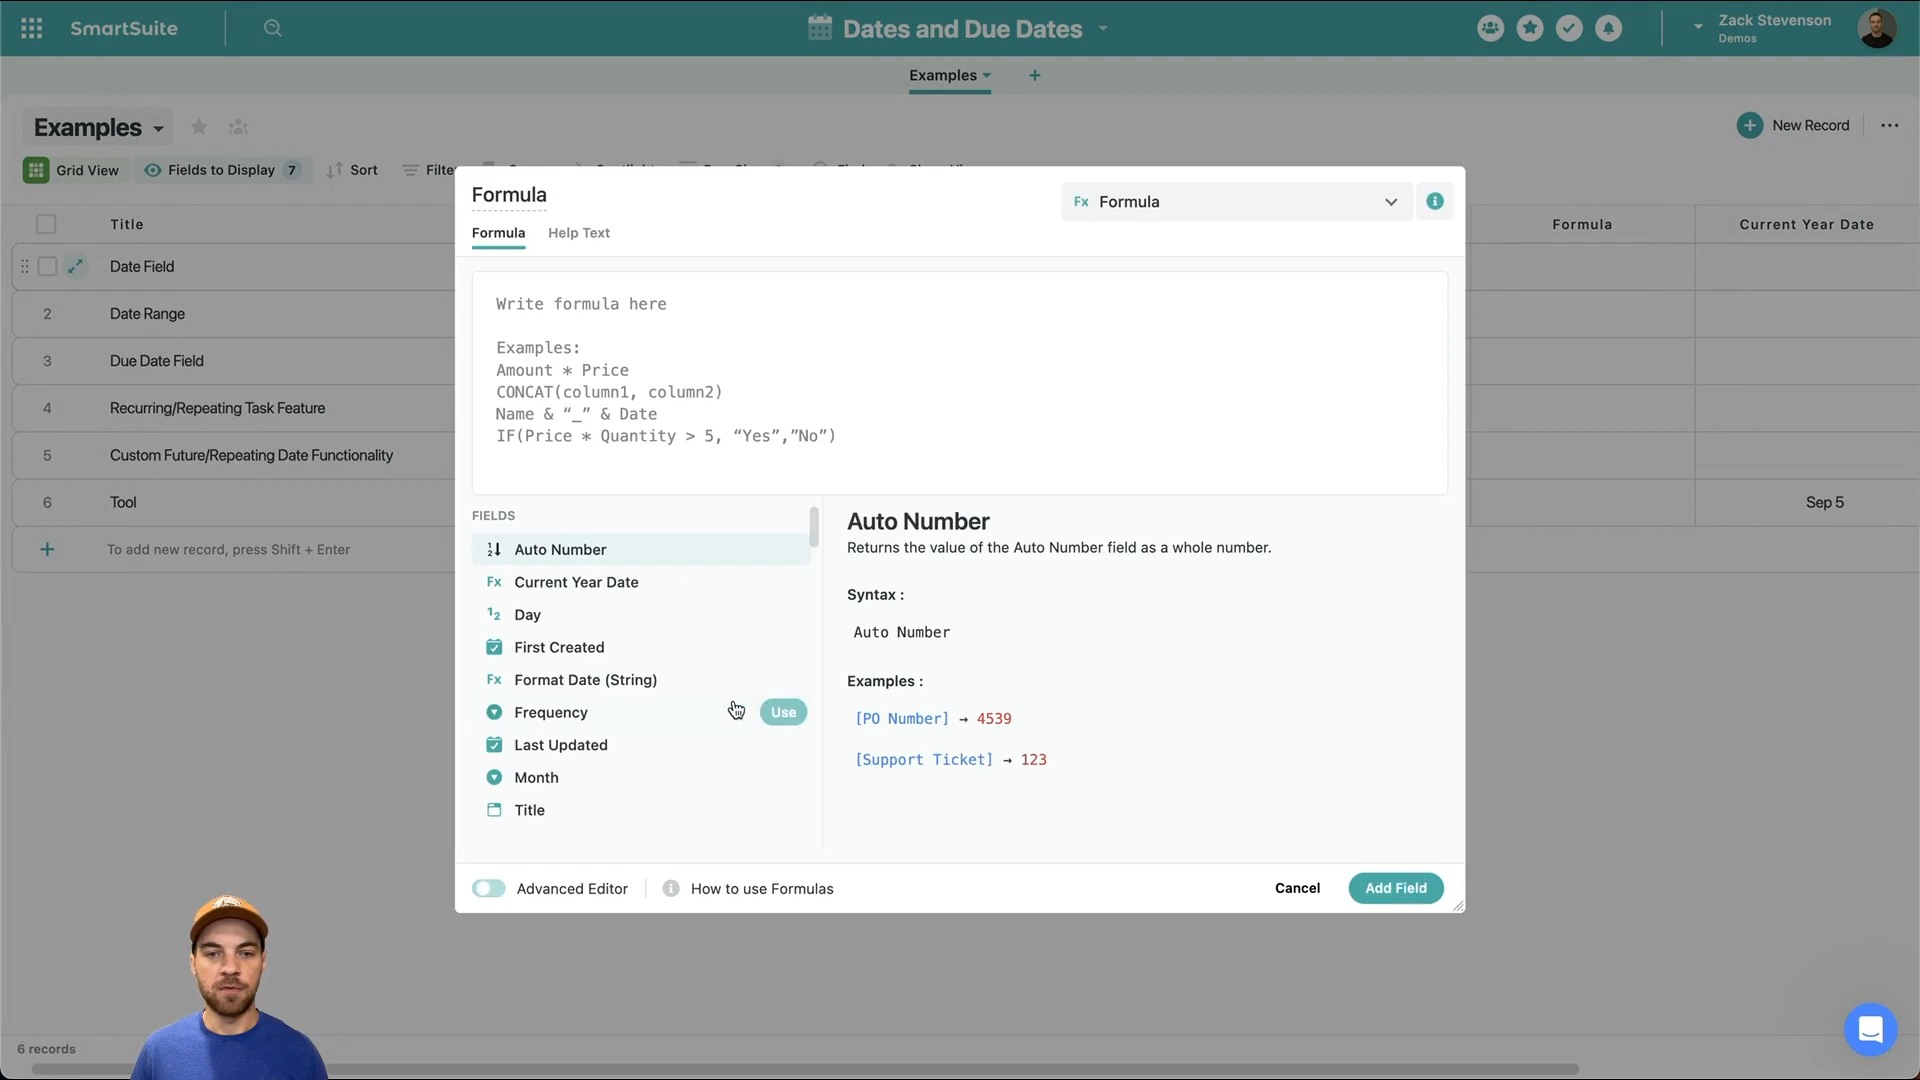 SmartSuite
Dates and Due Dates
Zack Stevenson
Demos
Examples
Examples
New Record
Grid View
Fields to Display 7
Sort
Filter
Title
Formula
Current Year Date
Date Field
2 Date Range
3 Due Date Field
4 Recurring/Repeating Task Feature
5 Custom Future/Repeating Date Functionality
6 Tool
Sep 5
To add new record, press Shift + Enter
Formula
Fx Formula
Formula
Help Text
Write formula here
Examples:
Amount * Price
CONCAT(column1, column2)
Name & “_” & Date
IF(Price * Quantity > 5, “Yes”,”No”)
FIELDS
Auto Number
Fx Current Year Date
Day
First Created
Fx Format Date (String)
Frequency
Use
Last Updated
Month
Title
Auto Number
Returns the value of the Auto Number field as a whole number.
Syntax :
Auto Number
Examples :
[PO Number] → 4539
[Support Ticket] → 123
Advanced Editor
How to use Formulas
Cancel
Add Field
6 records